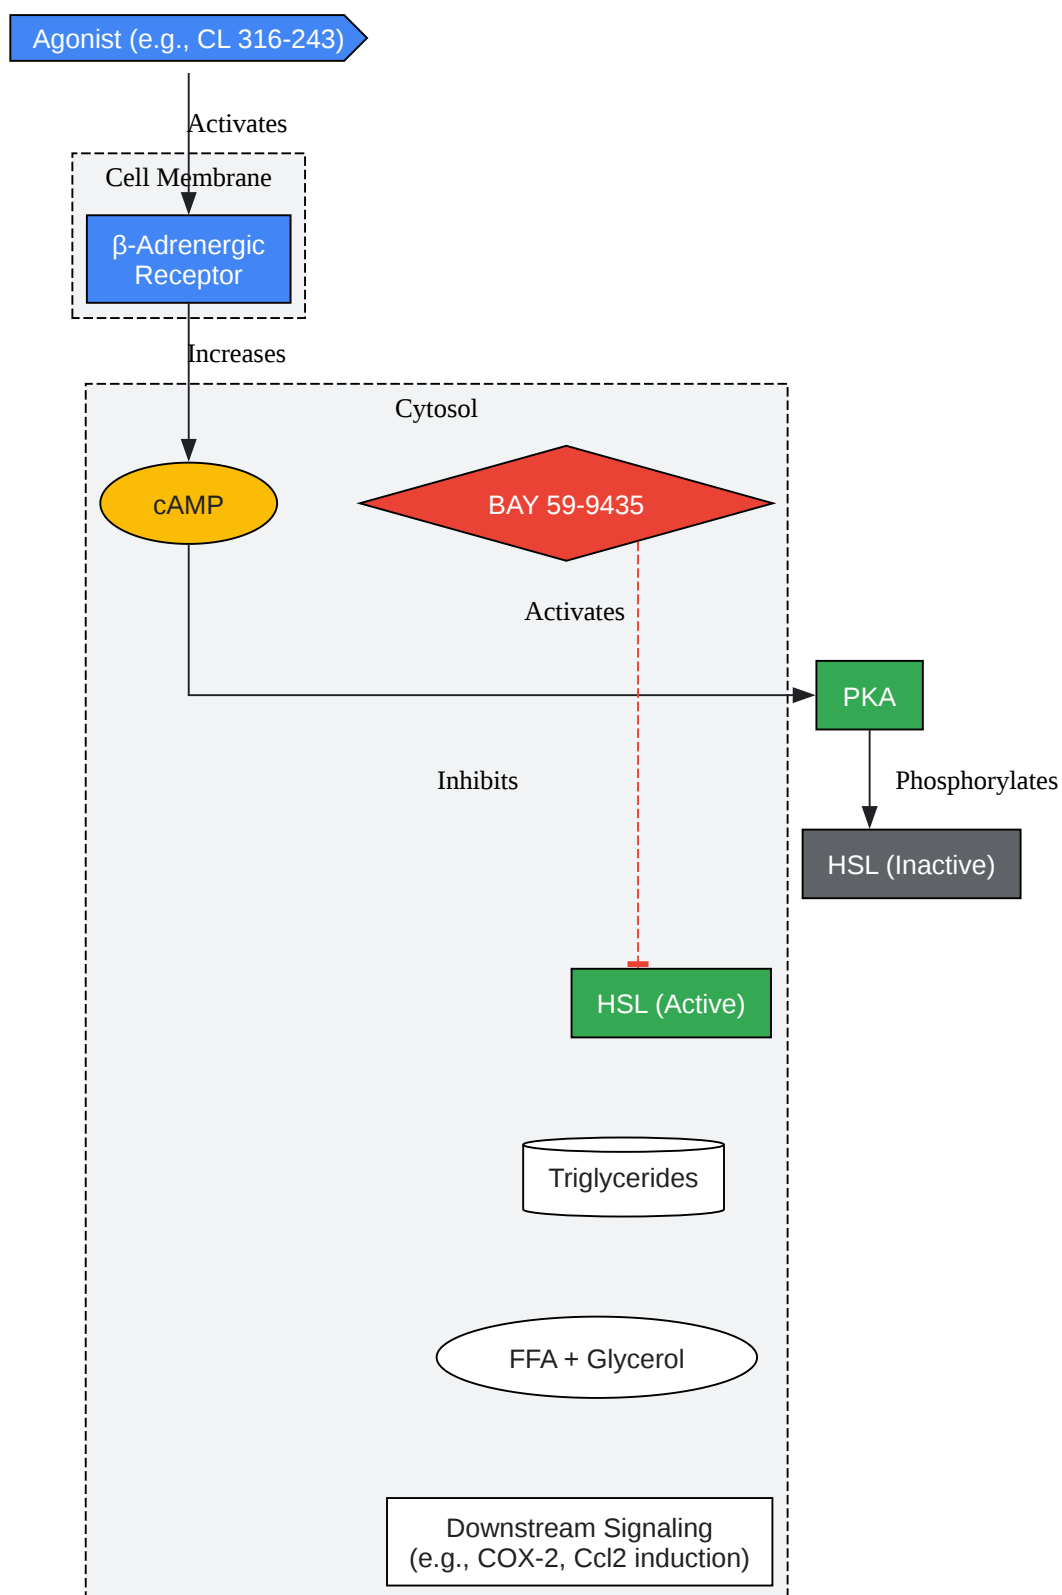 Agonist (e.g., CL 316-243)
Activates
Cell Membrane
β-Adrenergic
Receptor
Increases
Cytosol
cAMP
BAY 59-9435
Activates
PKA
Inhibits
Phosphorylates
HSL (Inactive)
HSL (Active)
Triglycerides
FFA + Glycerol
Downstream Signaling
(e.g., COX-2, Ccl2 induction)